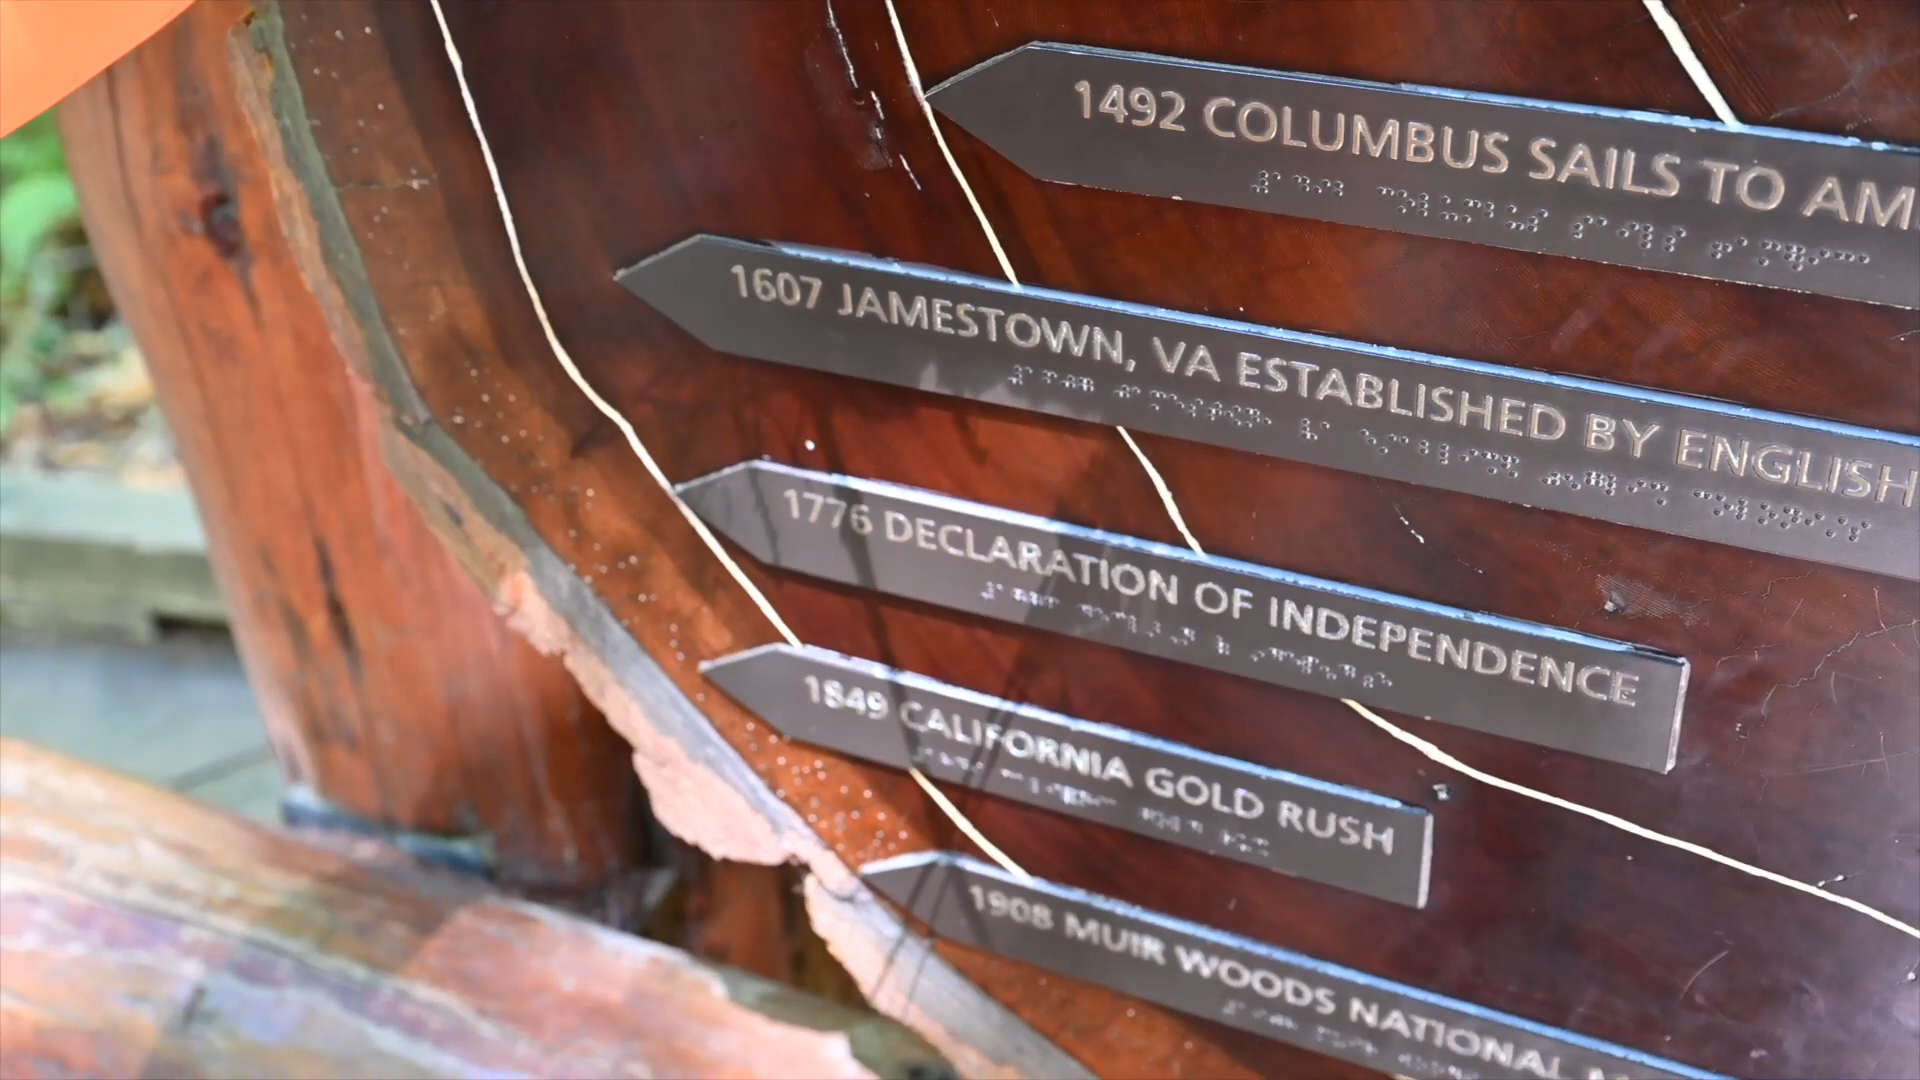 1492 COLUMBUS SAILS TO AM
1607 JAMESTOWN, VA ESTABLISHED BY ENGLISH
1776 DECLARATION OF INDEPENDENCE
1849 CALIFORNIA GOLD RUSH
1908 MUIR WOODS NATIONAL